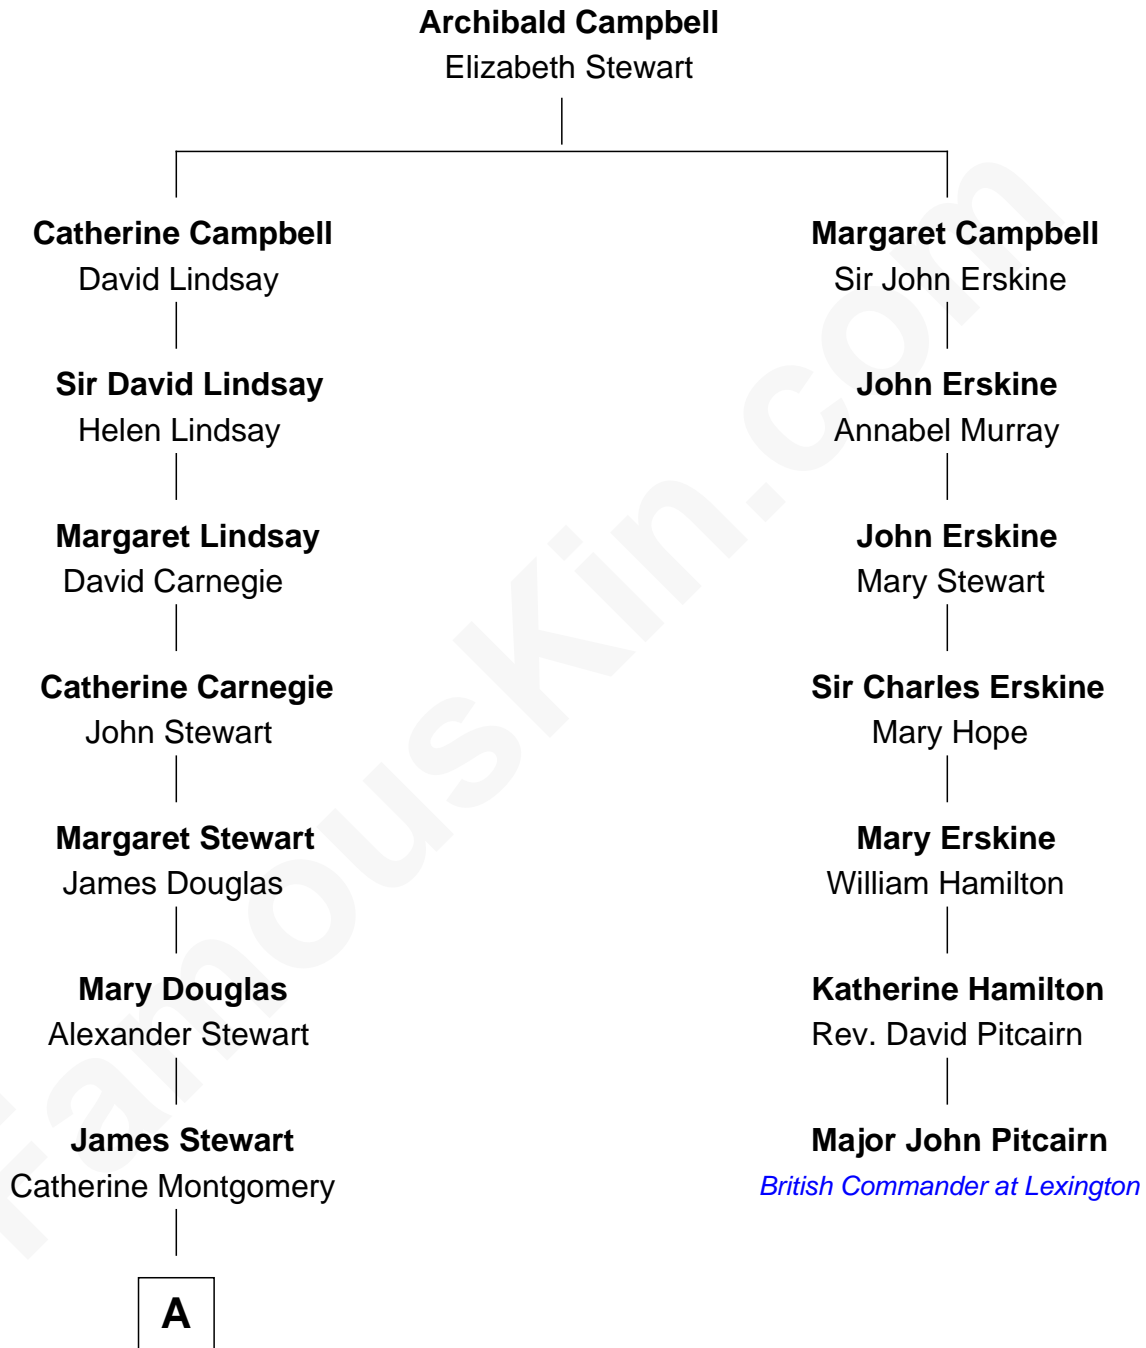 Archibald Campbell
Elizabeth Stewart
Catherine Campbell
David Lindsay
Margaret Campbell
Sir John Erskine
Sir David Lindsay
Helen Lindsay
John Erskine
Annabel Murray
Margaret Lindsay
David Carnegie
John Erskine
Mary Stewart
Catherine Carnegie
John Stewart
Sir Charles Erskine
Mary Hope
Margaret Stewart
James Douglas
Mary Erskine
William Hamilton
Mary Douglas
Alexander Stewart
Katherine Hamilton
Rev. David Pitcairn
James Stewart
Catherine Montgomery
Major John Pitcairn
British Commander at Lexington
A
FamousKin.com